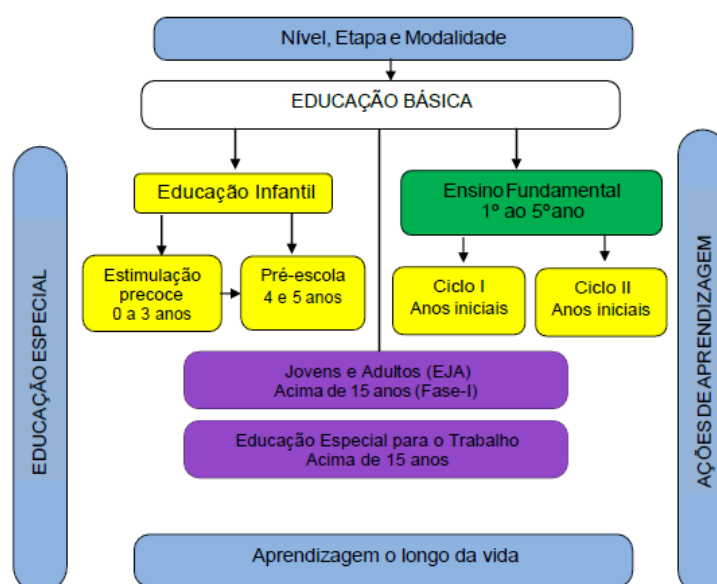 Nível, Etapa e Modalidade
EDUCAÇÃO BÁSICA
Educação Infantil
Ensino Fundamental
1º ao 5ºano
Estimulação
precoce
0 a 3 anos
Pré-escola
4 e 5 anos
Ciclo I
Anos iniciais
Ciclo II
Anos iniciais
Jovens e Adultos (EJA)
Acima de 15 anos (Fase-I)
Educação Especial para o Trabalho
Acima de 15 anos
Aprendizagem o longo da vida
EDUCAÇÃO ESPECIAL
AÇÕES DE APRENDIZAGEM